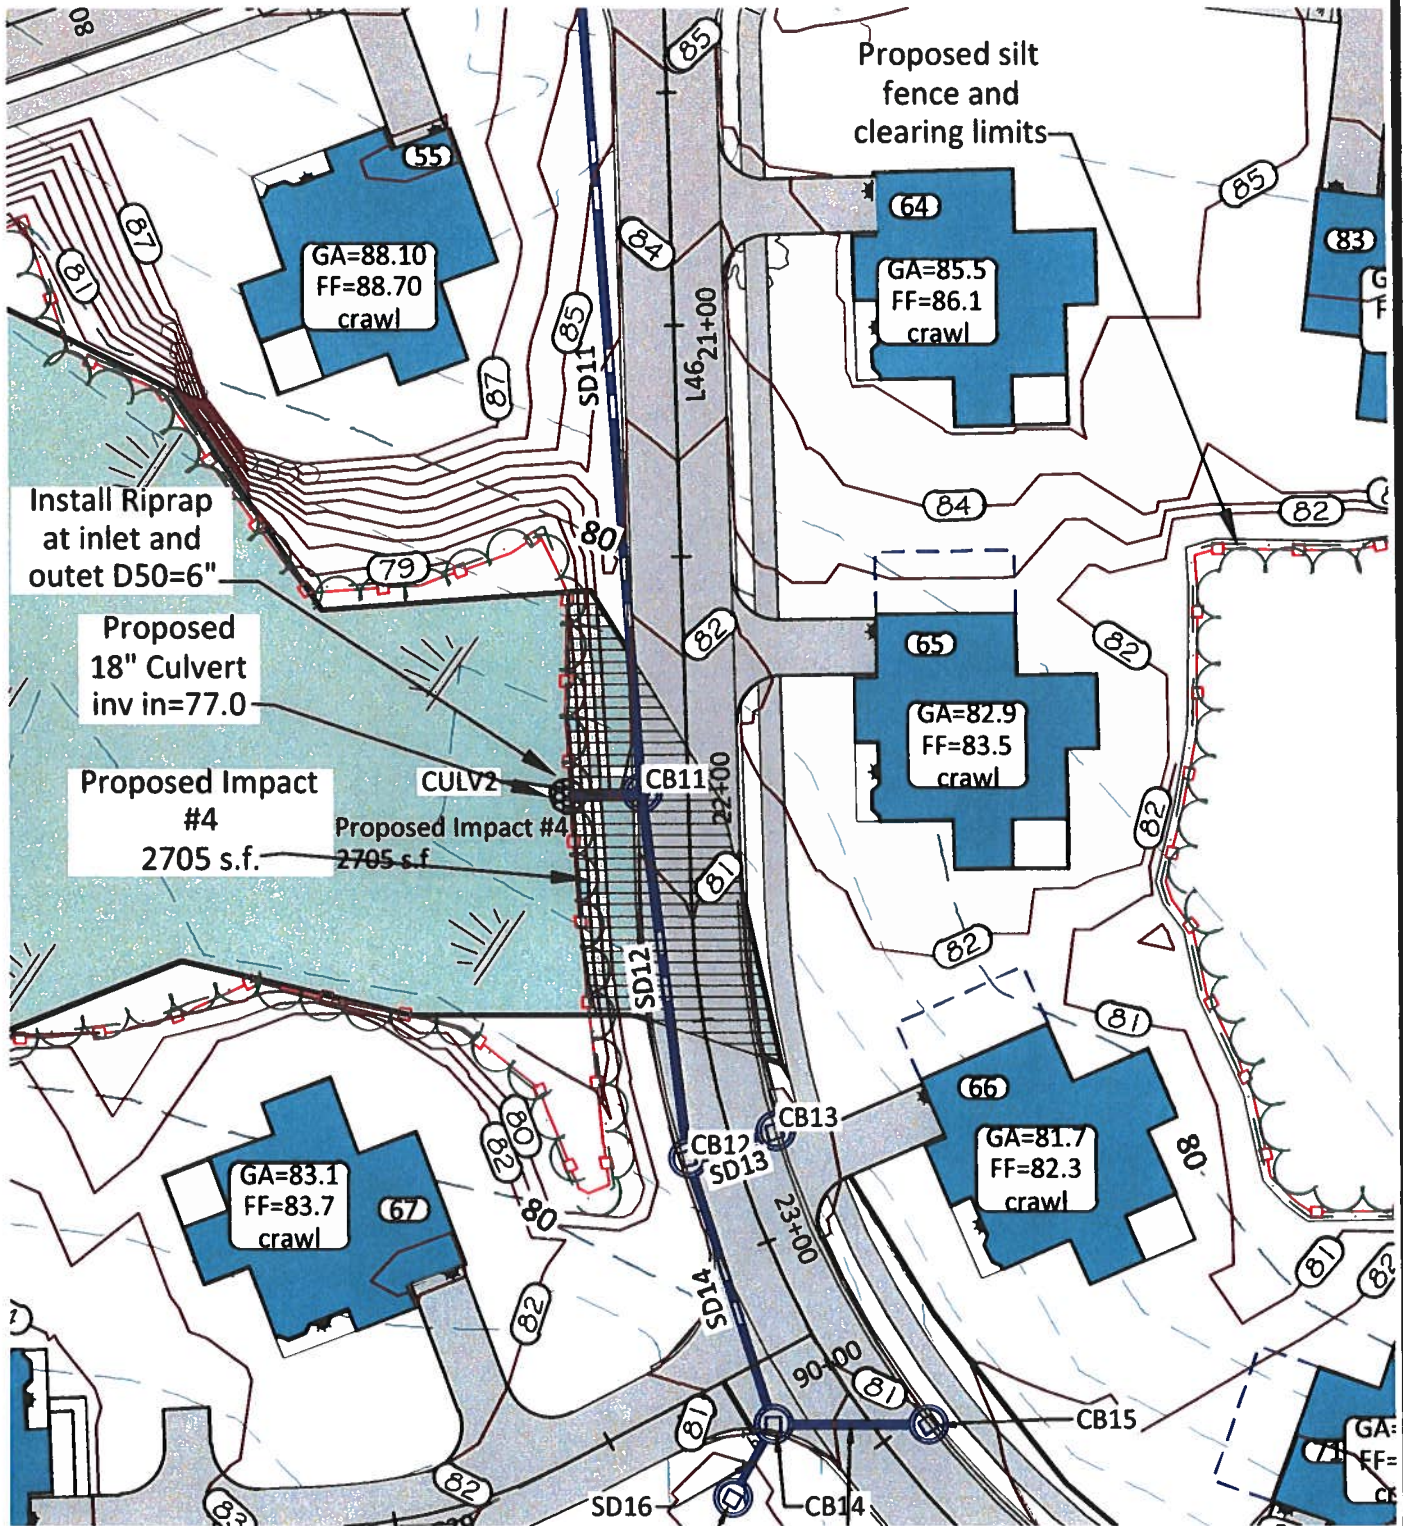 80
85
Proposed silt
fence and
clearing limits
55
64
85
87
81
84
83
GA=88.10
FF=88.70
crawl
GA=85.5
FF=86.1
crawl
G
F
85
SD11
87
L46
21+00
84
82
Install Riprap
at inlet and
outet D50=6"
80
79
Proposed
18" Culvert
inv in=77.0
82
65
82
GA=82.9
FF=83.5
crawl
CULV2
CB11
22+00
Proposed Impact
#4
2705 s.f.
Proposed Impact #4
2705 s.f.
82
81
82
SD12
81
66
CB13
CB12
SD13
80
82
GA=81.7
FF=82.3
crawl
80
GA=83.1
FF=83.7
crawl
67
80
23+00
81
82
SD14
82
90+00
81
81
CB15
GA=
FF=
71
82
SD16
CB14
83